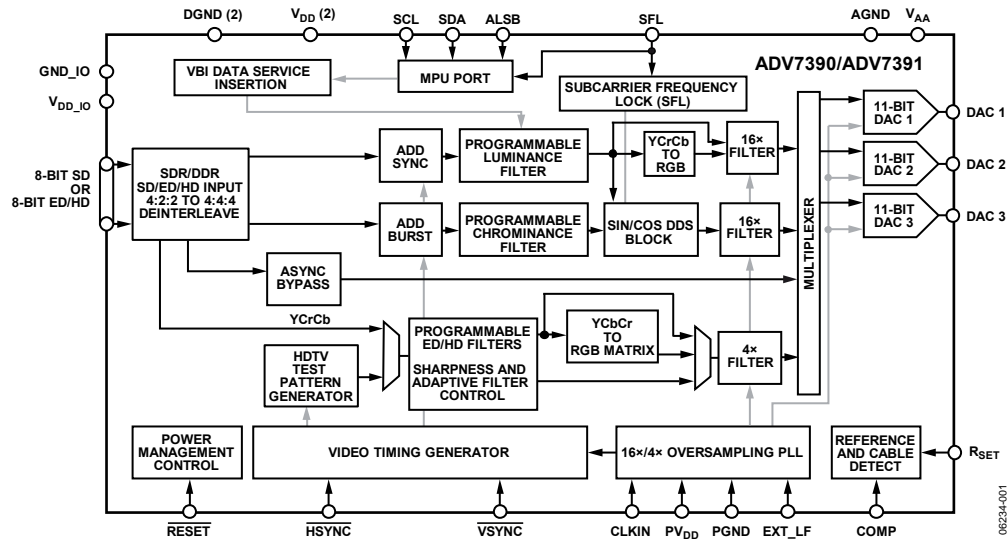 DGND (2)
VDD (2)
SCL
SDA
ALSB
SFL
AGND
VAA
GND_IO
VDD_IO
VBI DATA SERVICE
INSERTION
MPU PORT
SUBCARRIER FREQUENCY
LOCK (SFL)
ADV7390/ADV7391
8-BIT SD
OR
8-BIT ED/HD
SDR/DDR
SD/ED/HD INPUT
4:2:2 TO 4:4:4
DEINTERLEAVE
ADD
SYNC
PROGRAMMABLE
LUMINANCE
FILTER
YCrCb
TO
RGB
16×
FILTER
ADD
BURST
PROGRAMMABLE
CHROMINANCE
FILTER
SIN/COS DDS
BLOCK
16×
FILTER
MULTIPLEXER
11-BIT
DAC 1
DAC 1
11-BIT
DAC 2
DAC 2
11-BIT
DAC 3
DAC 3
ASYNC
BYPASS
YCrCb
HDTV
TEST
PATTERN
GENERATOR
PROGRAMMABLE
ED/HD FILTERS
SHARPNESS AND
ADAPTIVE FILTER
CONTROL
YCbCr
TO
RGB MATRIX
4×
FILTER
POWER
MANAGEMENT
CONTROL
VIDEO TIMING GENERATOR
16×/4× OVERSAMPLING PLL
REFERENCE
AND CABLE
DETECT
RSET
RESET
HSYNC
VSYNC
CLKIN
PVDD
PGND
EXT_LF
COMP
06234-001